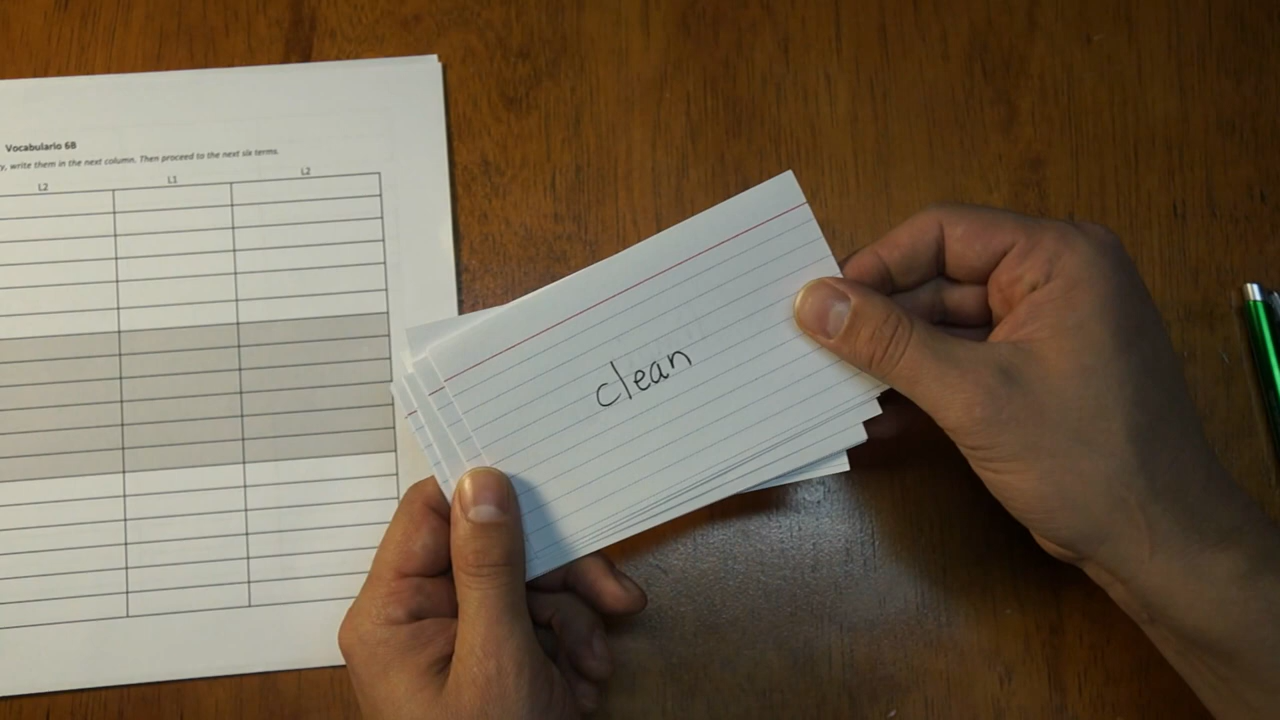 Vocabulario 6B
y, write them in the next column. Then proceed to the next six terms.
L2 L1 L2
clean